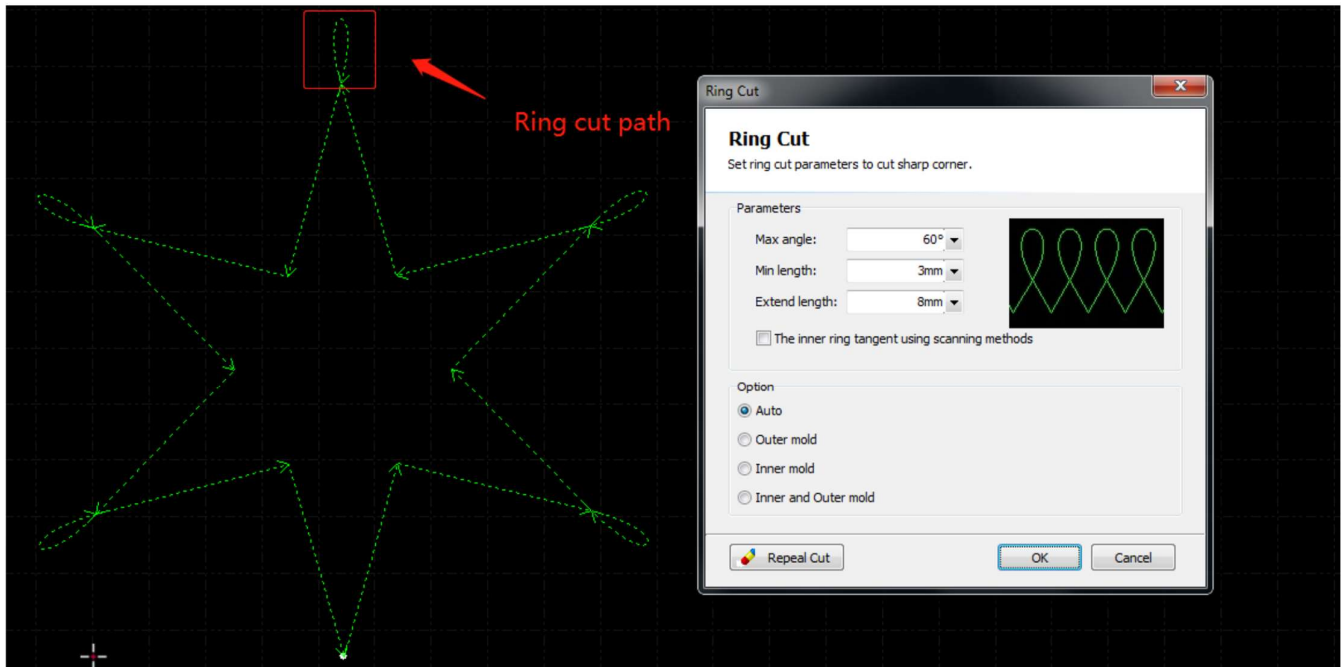 Ring cut path
Ring Cut
Ring Cut
Set ring cut parameters to cut sharp corner.
Parameters
Max angle: 60°
Min length: 3mm
Extend length: 8mm
The inner ring tangent using scanning methods
Option
Auto
Outer mold
Inner mold
Inner and Outer mold
Repeal Cut OK Cancel